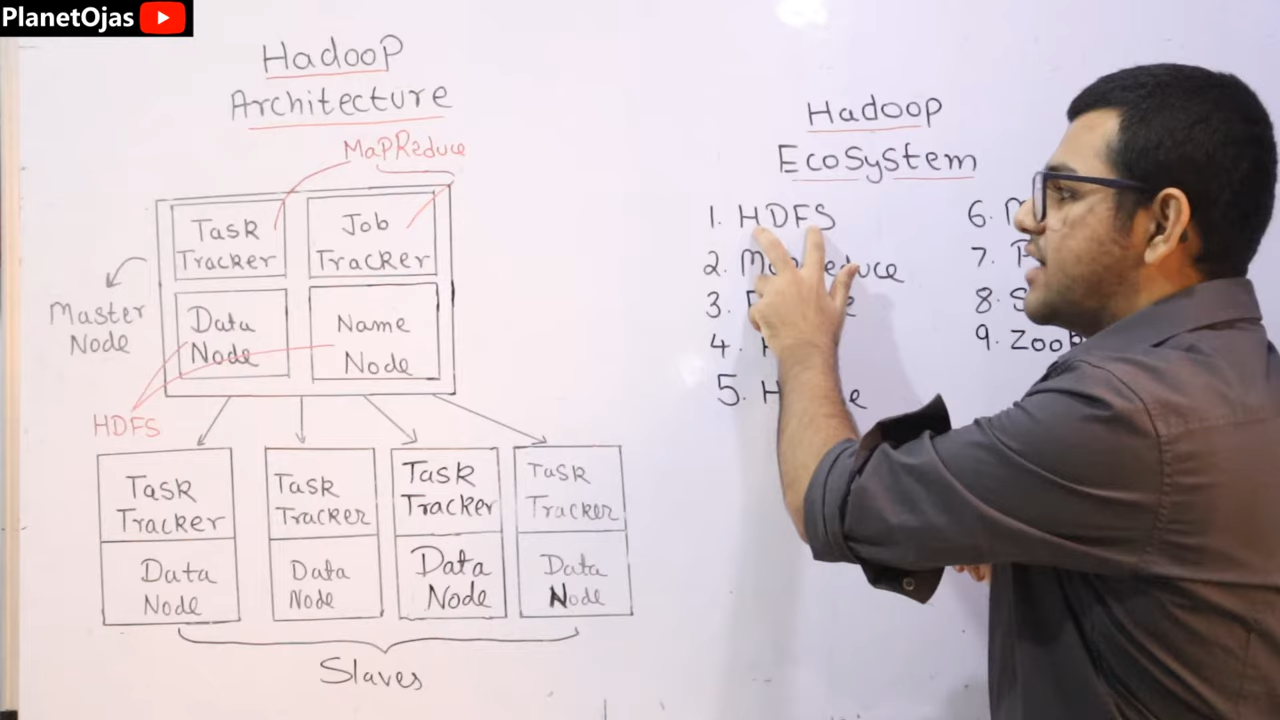 PlanetOjas
Hadoop
Architecture
MapReduce
Task
Tracker
Job
Tracker
Master
Node
Data
Node
Name
Node
HDFS
Task
Tracker
Data
Node
Task
Tracker
Data
Node
Task
Tracker
Data
Node
Task
Tracker
Data
Node
Slaves
Hadoop
EcoSystem
1. HDFS
2.
3.
4.
5.
6.
7.
8.
9.